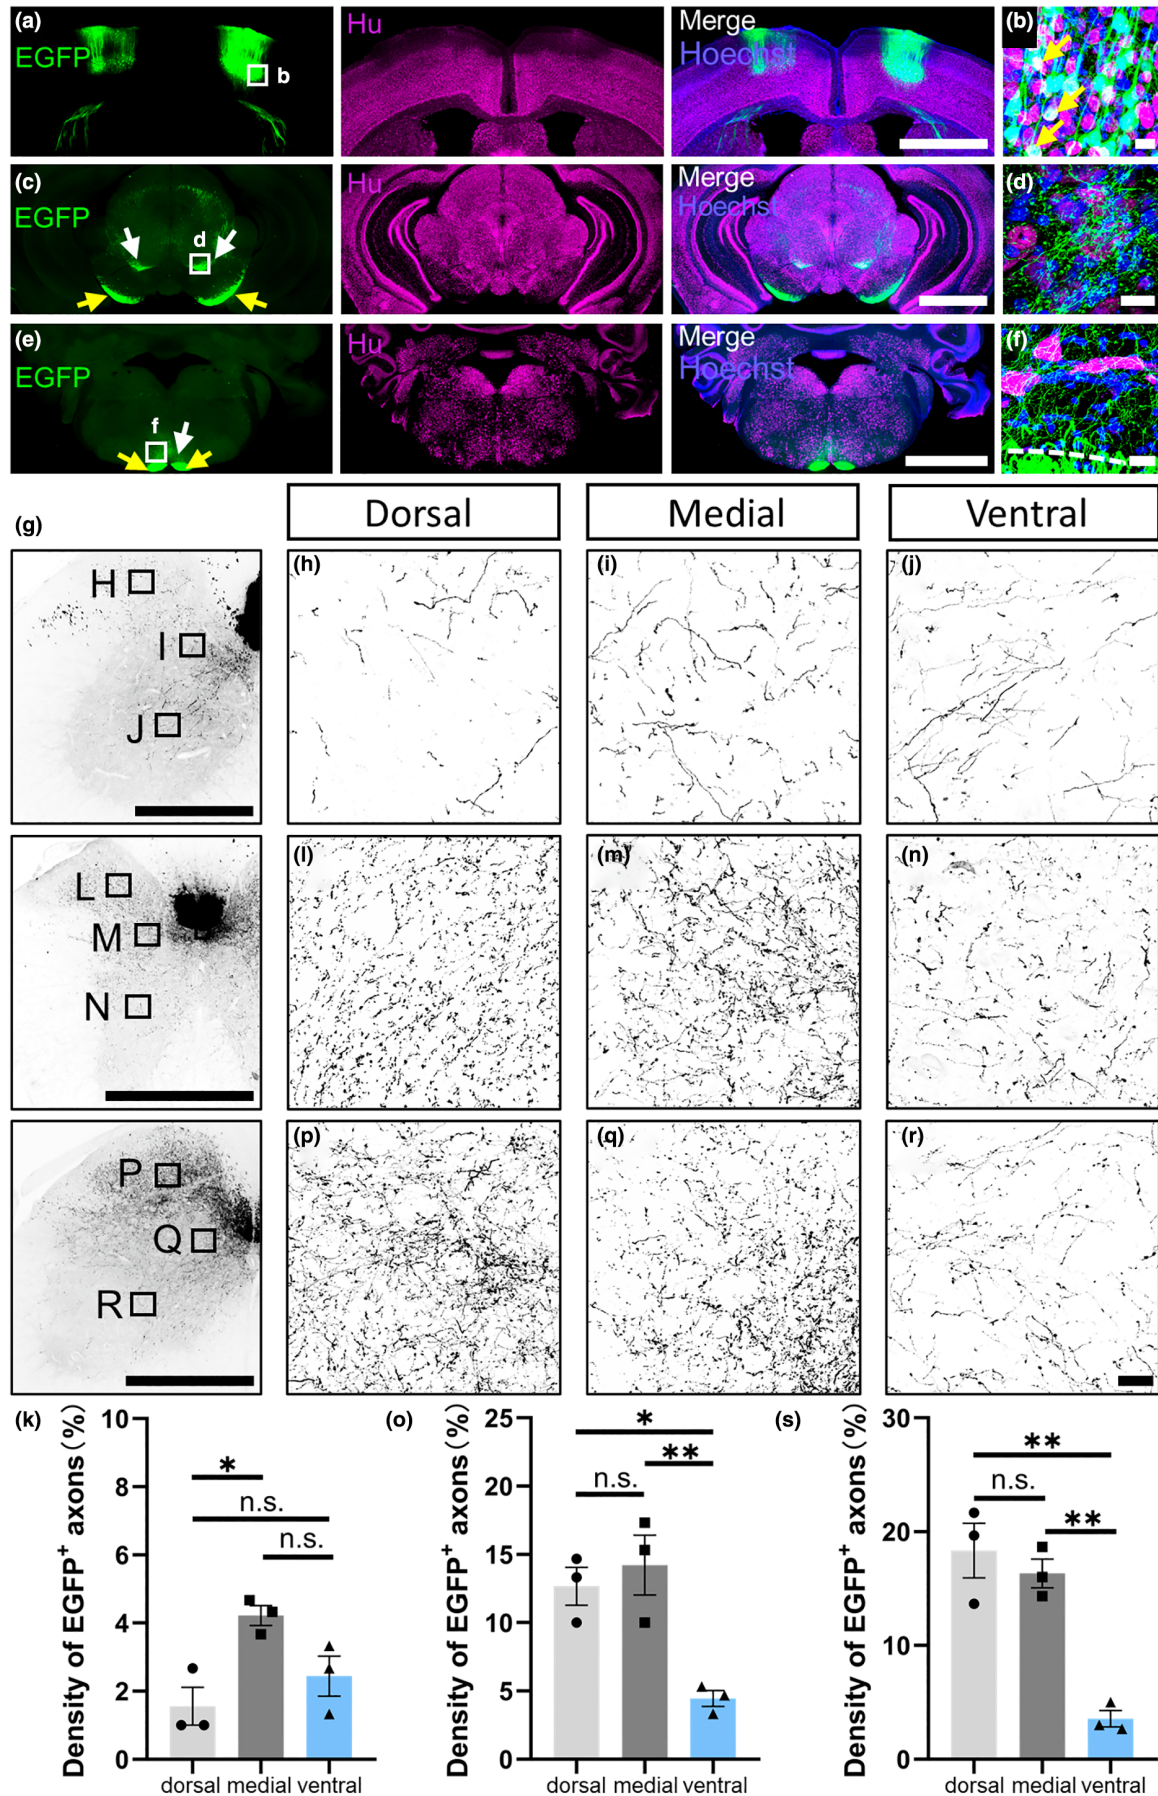 (a)
EGFP
b
Hu
Merge
Hoechst
(b)
(c)
EGFP
d
Hu
Merge
Hoechst
(d)
(e)
EGFP
f
Hu
Merge
Hoechst
(f)
(g)
Dorsal
Medial
Ventral
H
I
J
(h)
(i)
(j)
L
M
N
(l)
(m)
(n)
P
Q
R
(p)
(q)
(r)
(k)
Density of EGFP+ axons(%)
10
8
6
4
2
0
*
n.s.
n.s.
dorsal medial ventral
(o)
Density of EGFP+ axons(%)
25
20
15
10
5
0
*
**
n.s.
dorsal medial ventral
(s)
Density of EGFP+ axons(%)
30
20
10
0
**
n.s.
**
dorsal medial ventral